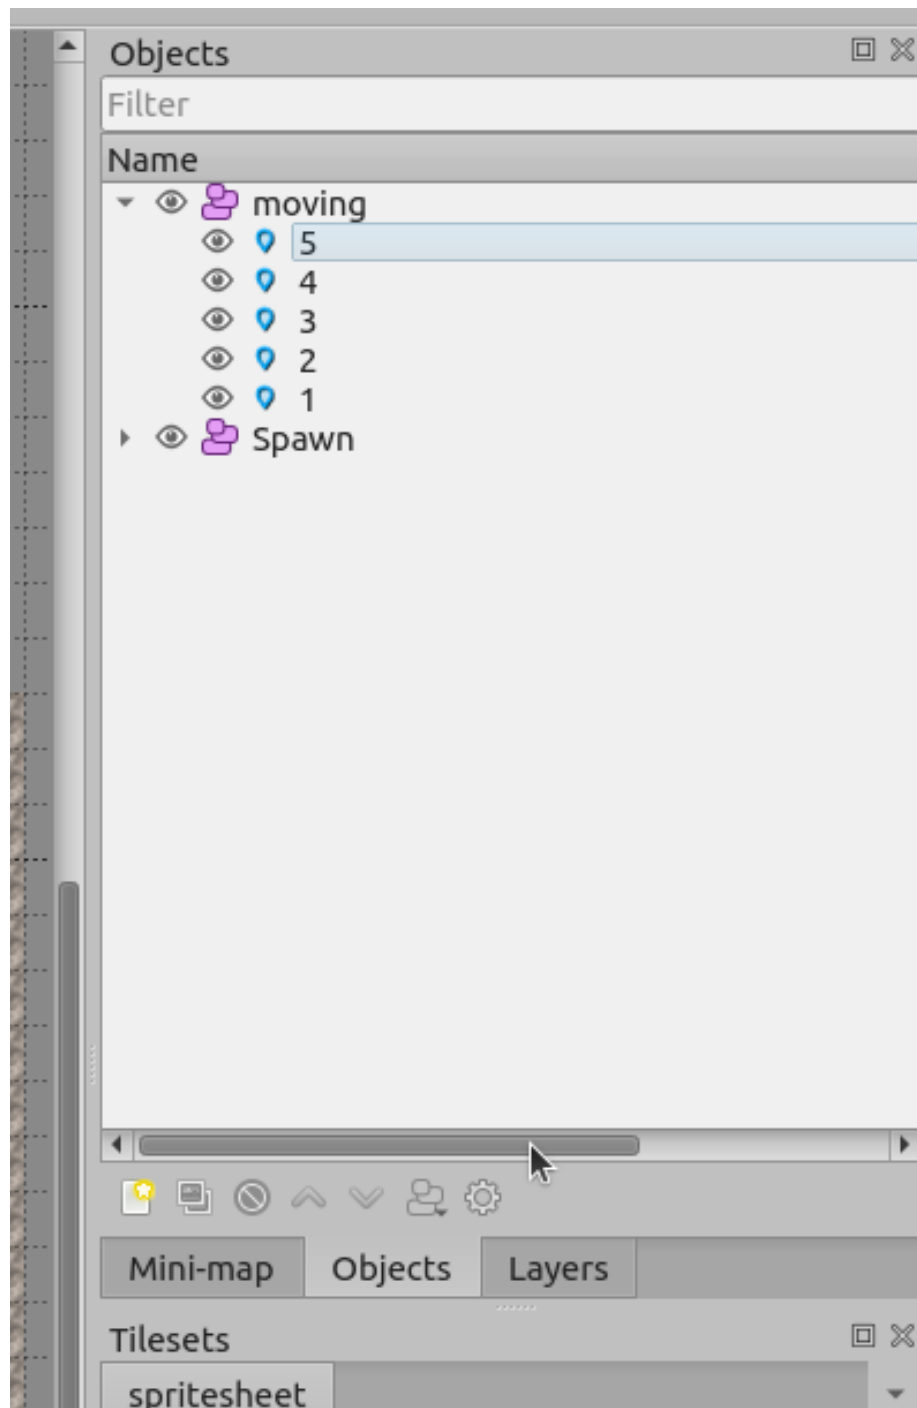 Objects
Filter
Name
moving
5
4
3
2
1
Spawn
Mini-map Objects Layers
Tilesets
spritesheet